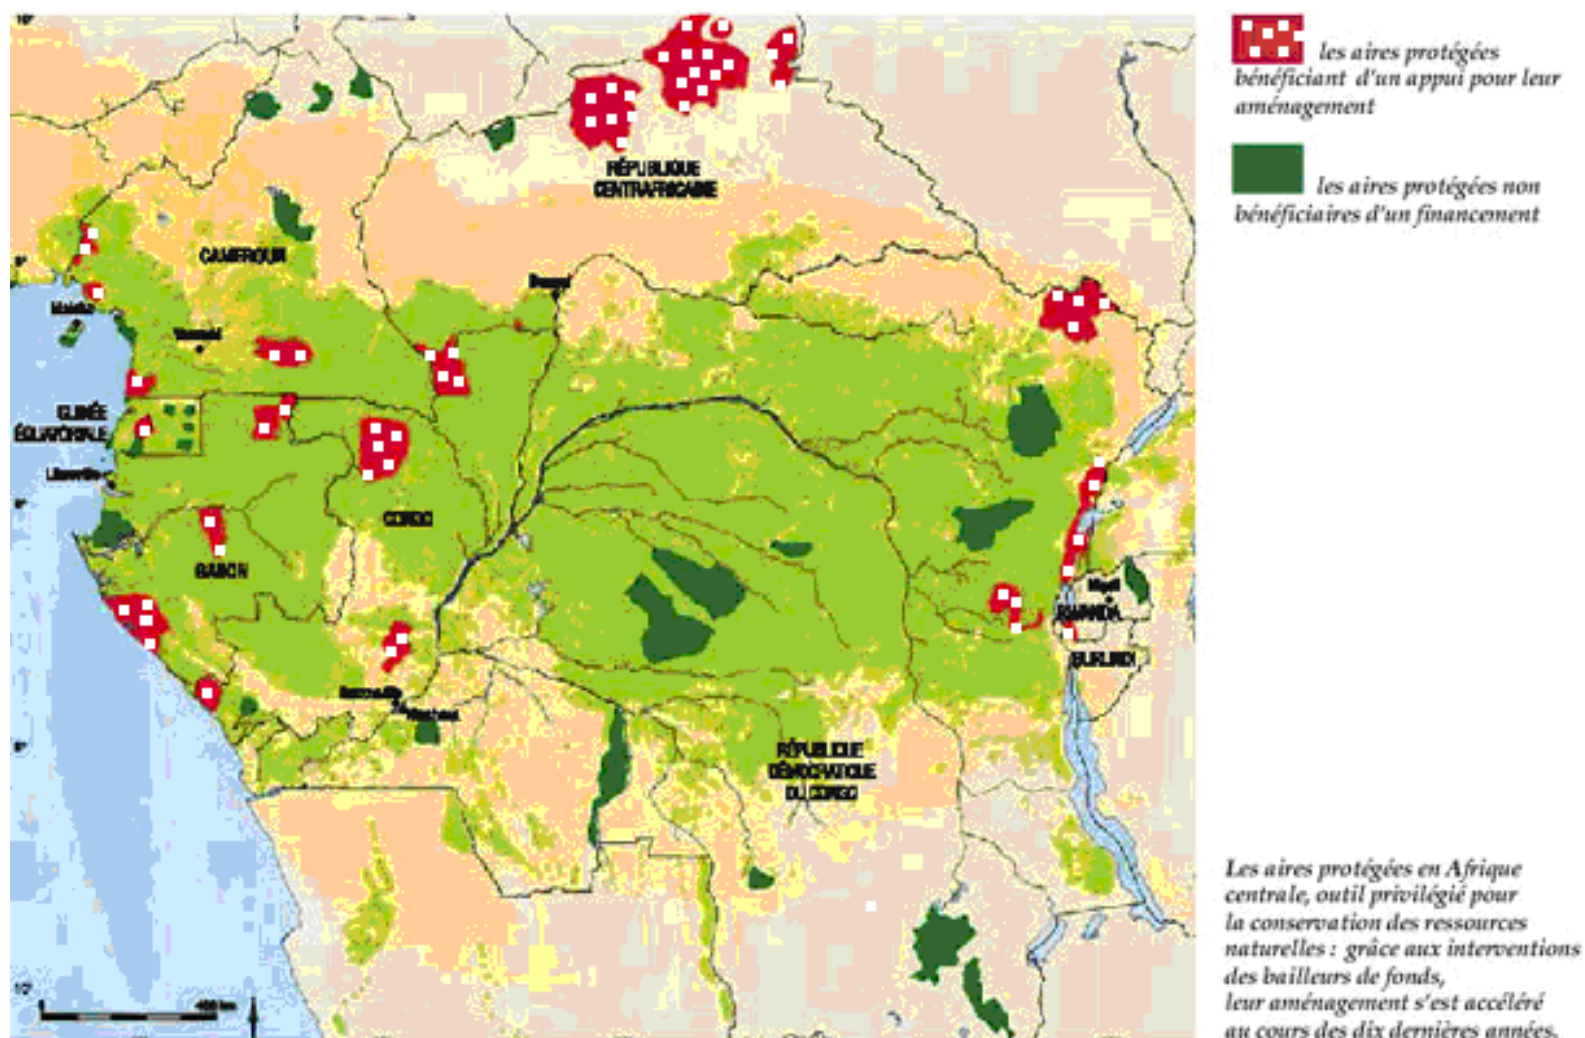 les aires protégées
bénéficiant d'un appui pour leur
aménagement
les aires protégées non
bénéficiaires d'un financement
RÉPUBLIQUE
CENTRAFRICAINE
CAMEROUN
GUINÉE
ÉQUATORIALE
Libreville
CONGO
GABON
RWANDA
BURUNDI
RÉPUBLIQUE
DÉMOCRATIQUE
DU CONGO
Les aires protégées en Afrique
centrale, outil privilégié pour
la conservation des ressources
naturelles : grâce aux interventions
des bailleurs de fonds,
leur aménagement s'est accéléré
au cours des dix dernières années.